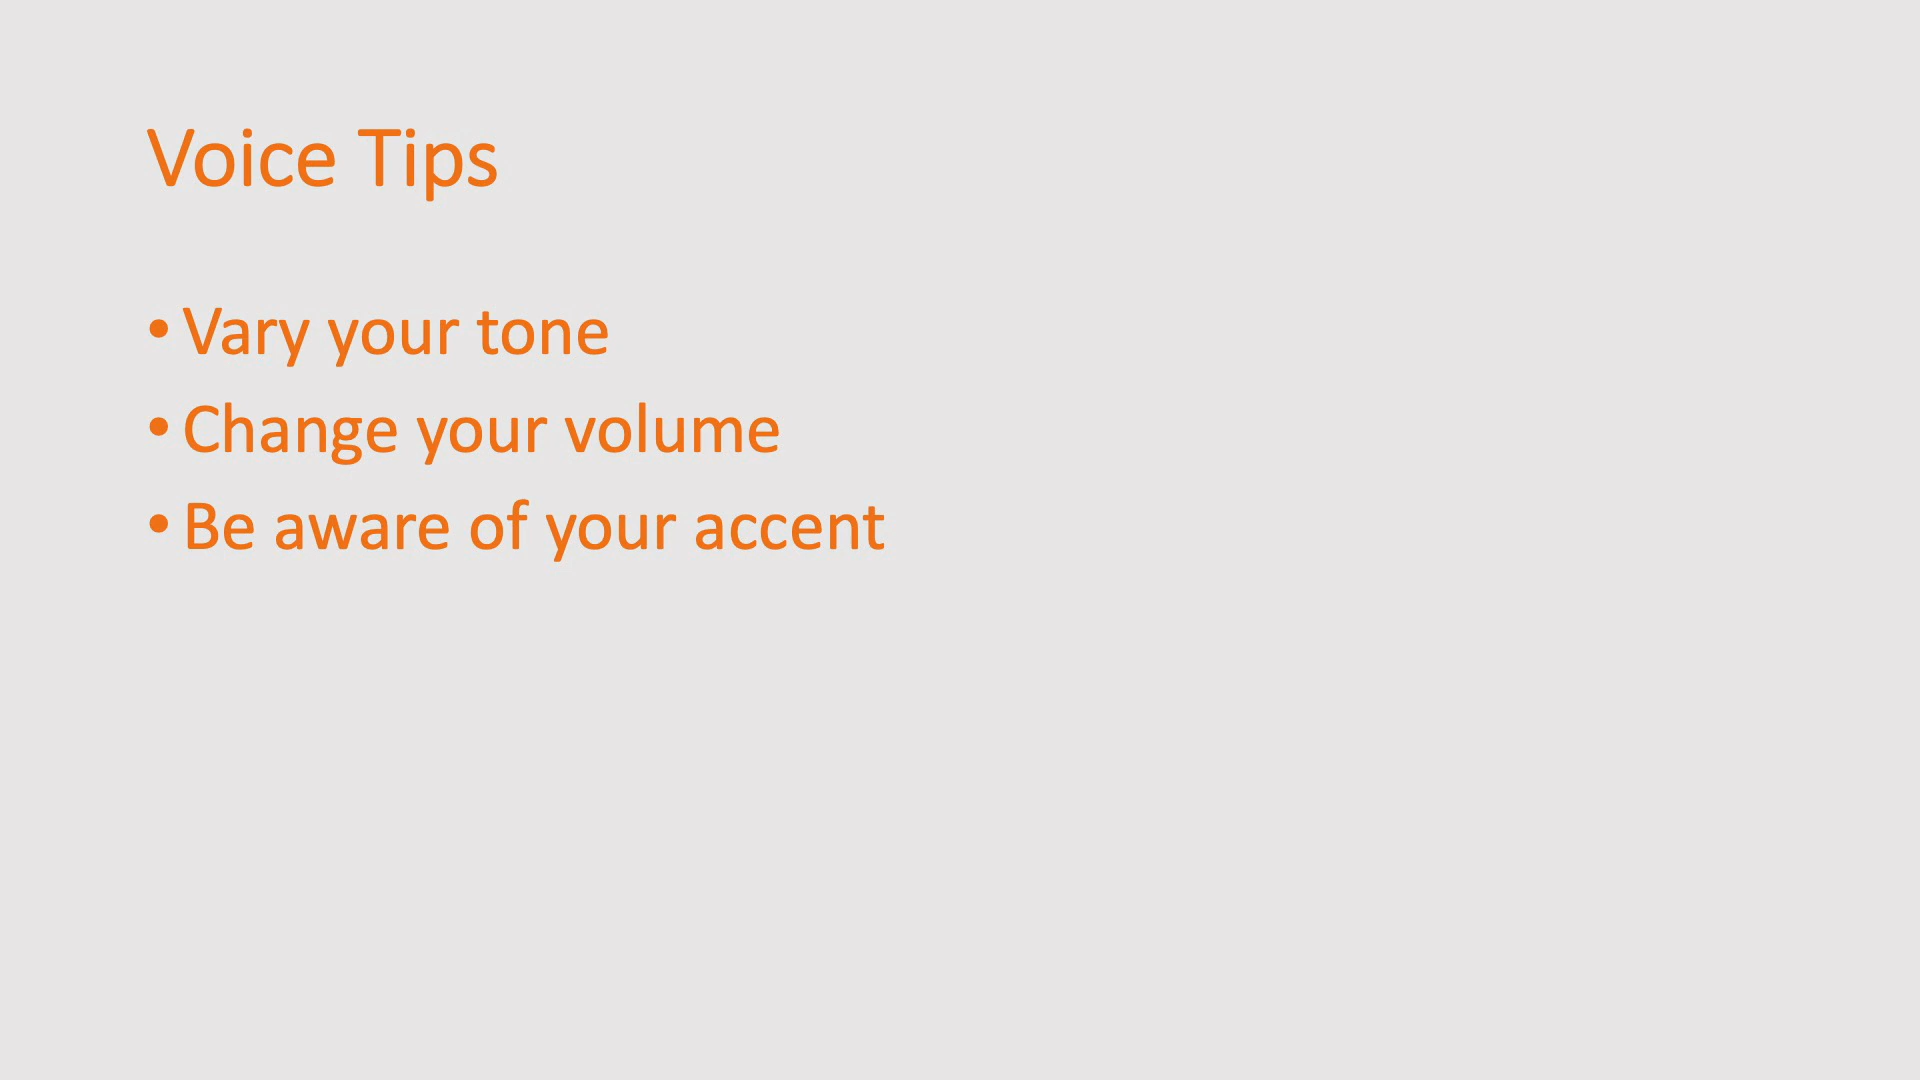 Voice Tips
• Vary your tone
• Change your volume
• Be aware of your accent